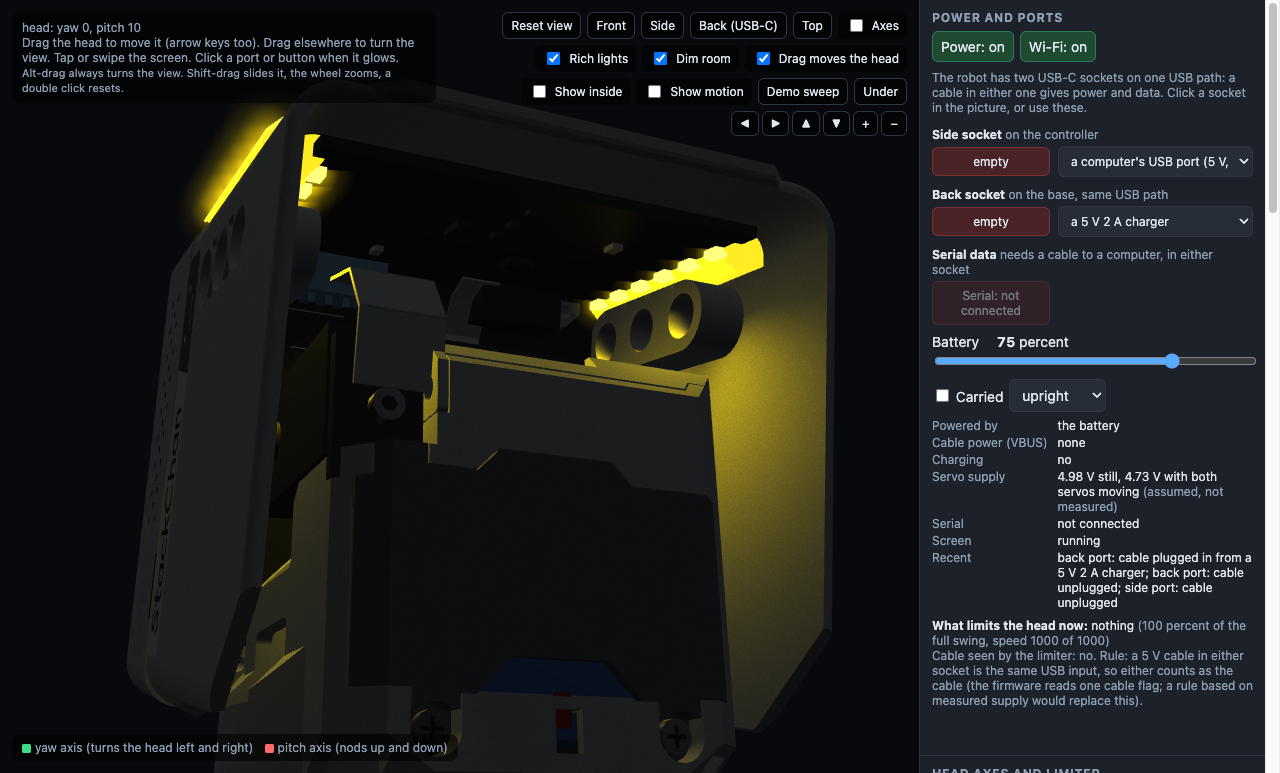 head: yaw 0, pitch 10
Drag the head to move it (arrow keys too). Drag elsewhere to turn the
view. Tap or swipe the screen. Click a port or button when it glows.
Alt-drag always turns the view. Shift-drag slides it, the wheel zooms, a
double click resets.
Reset view Front Side Back (USB-C) Top Axes
Rich lights Dim room Drag moves the head
Show inside Show motion Demo sweep Under
◄ ► ▲ ▼ + −
stackchan
yaw axis (turns the head left and right) pitch axis (nods up and down)
POWER AND PORTS
Power: on Wi-Fi: on
The robot has two USB-C sockets on one USB path: a
cable in either one gives power and data. Click a socket
in the picture, or use these.
Side socket on the controller
empty a computer's USB port (5 V,
Back socket on the base, same USB path
empty a 5 V 2 A charger
Serial data needs a cable to a computer, in either
socket
Serial: not
connected
Battery 75 percent
Carried upright
Powered by the battery
Cable power (VBUS) none
Charging no
Servo supply 4.98 V still, 4.73 V with both
servos moving (assumed, not
measured)
Serial not connected
Screen running
Recent back port: cable plugged in from a
5 V 2 A charger; back port: cable
unplugged; side port: cable
unplugged
What limits the head now: nothing (100 percent of the
full swing, speed 1000 of 1000)
Cable seen by the limiter: no. Rule: a 5 V cable in either
socket is the same USB input, so either counts as the
cable (the firmware reads one cable flag; a rule based on
measured supply would replace this).
HEAD AXES AND LIMITER